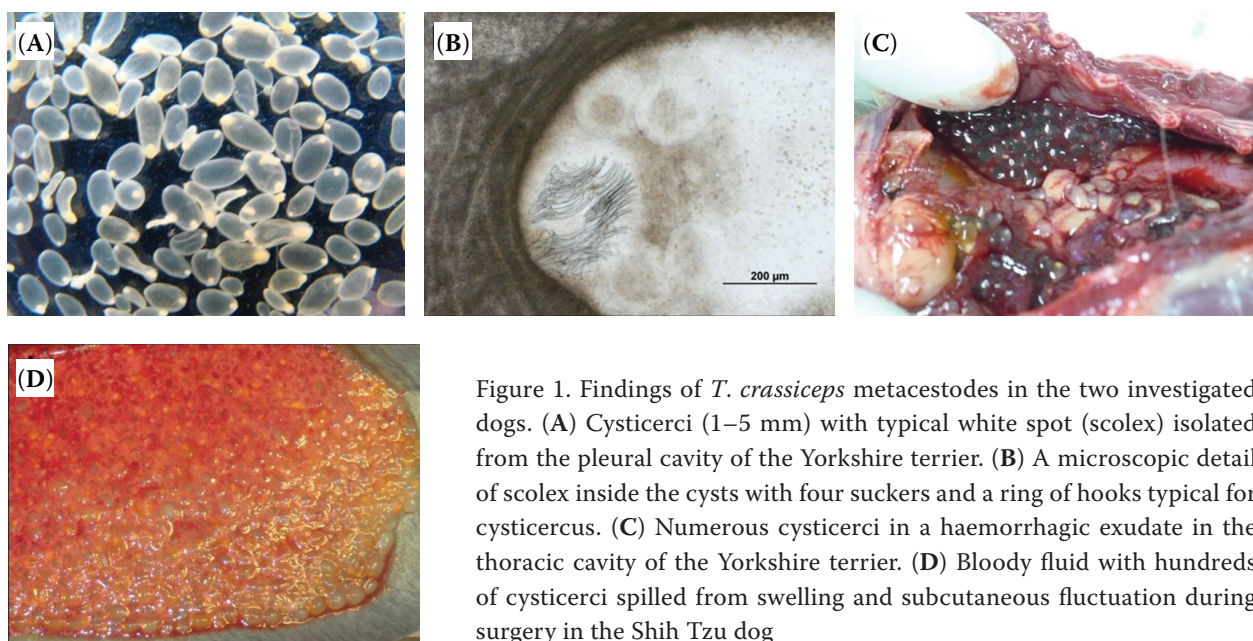 (A)
(B)
(C)
200 µm
(D)
Figure 1. Findings of T. crassiceps metacestodes in the two investigated
dogs. (A) Cysticerci (1–5 mm) with typical white spot (scolex) isolated
from the pleural cavity of the Yorkshire terrier. (B) A microscopic detail
of scolex inside the cysts with four suckers and a ring of hooks typical for
cysticercus. (C) Numerous cysticerci in a haemorrhagic exudate in the
thoracic cavity of the Yorkshire terrier. (D) Bloody fluid with hundreds
of cysticerci spilled from swelling and subcutaneous fluctuation during
surgery in the Shih Tzu dog